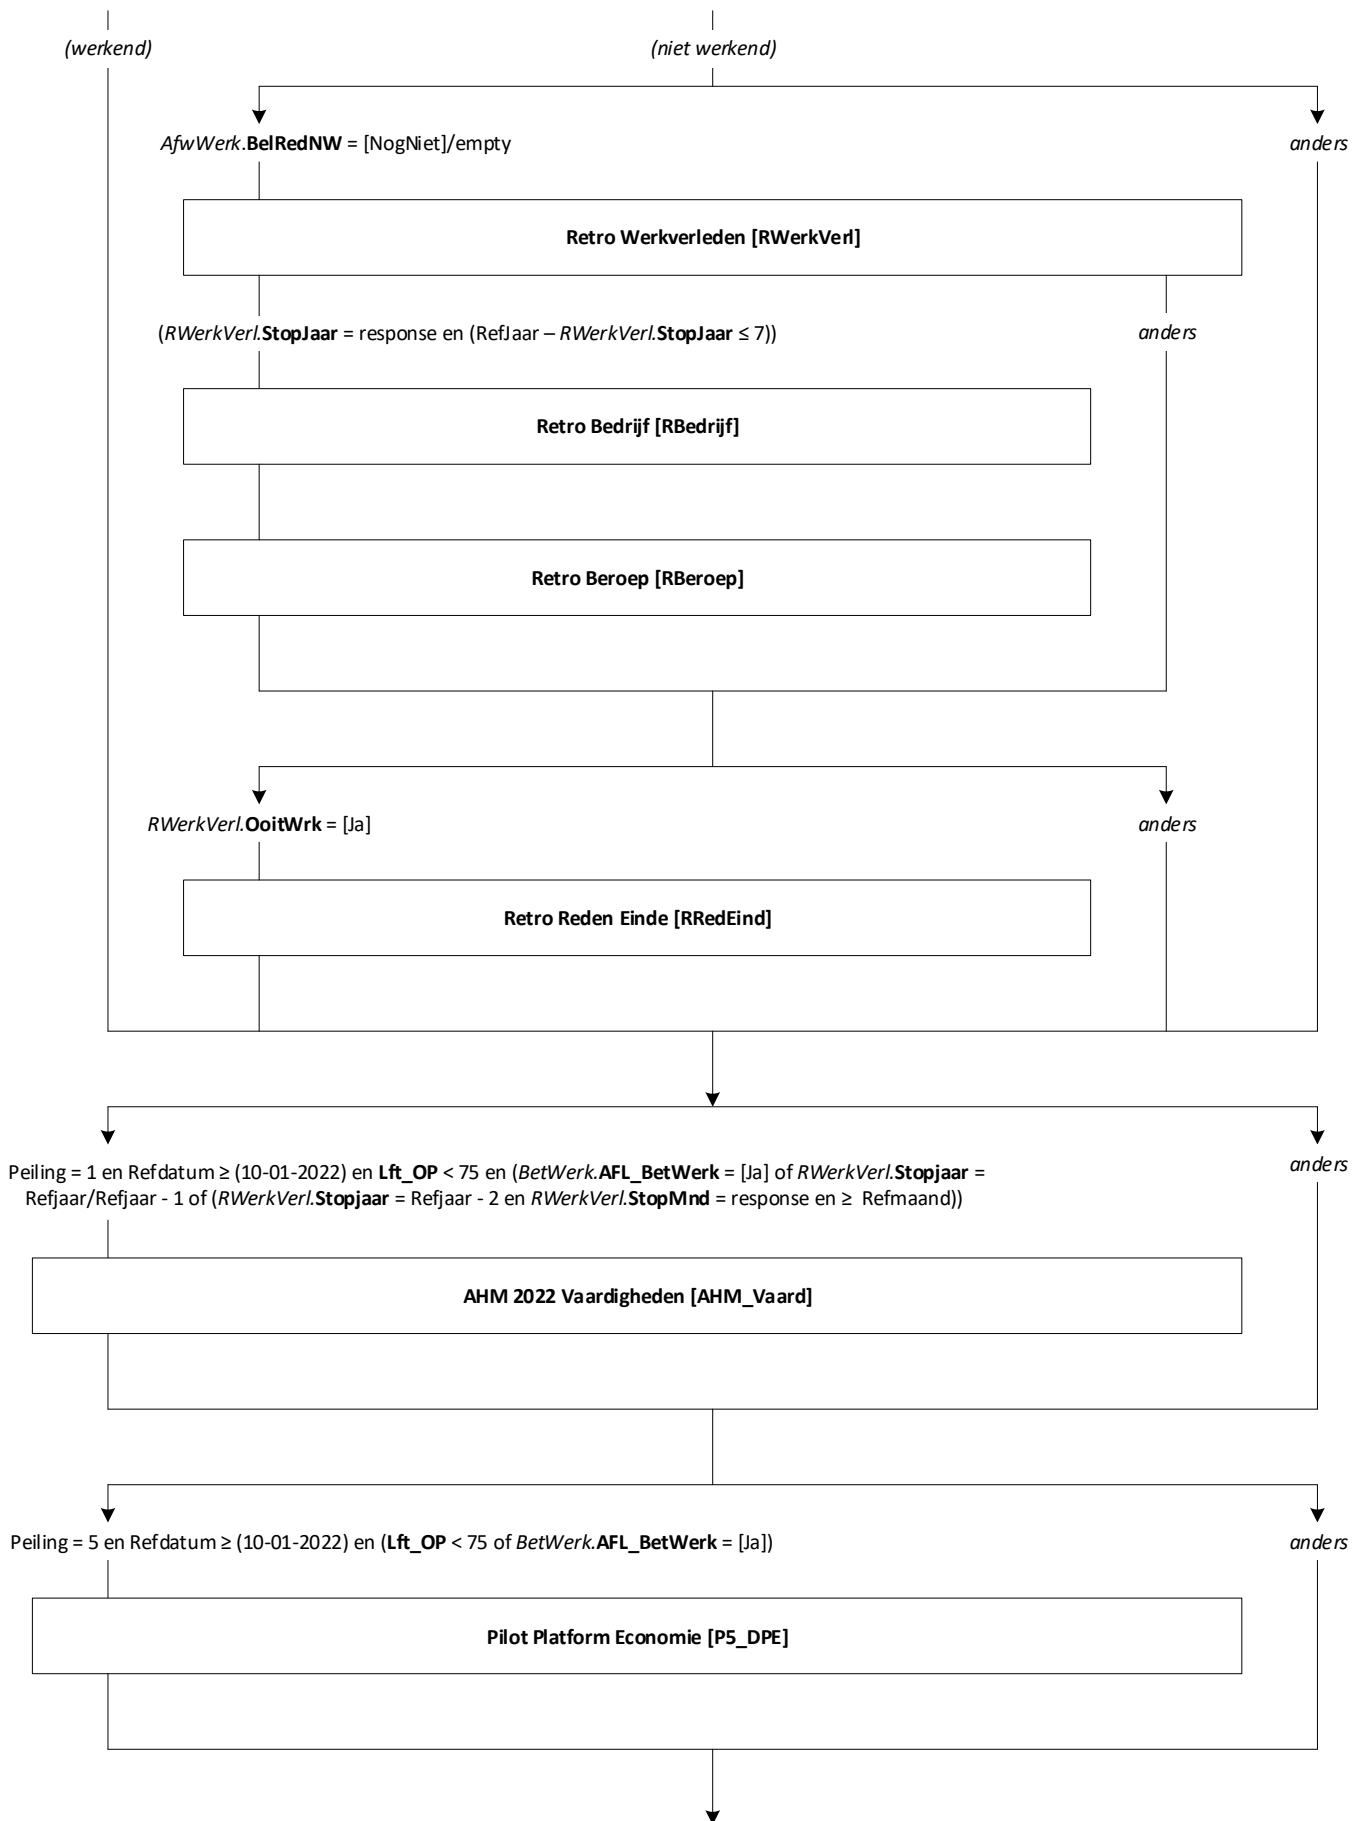 (werkend)
(niet werkend)
AfwWerk.BelRedNW = [NogNiet]/empty
anders
Retro Werkverleden [RWerkVerl]
(RWerkVerl.StopJaar = response en (RefJaar – RWerkVerl.StopJaar ≤ 7))
anders
Retro Bedrijf [RBedrijf]
Retro Beroep [RBeroep]
RWerkVerl.OoitWrk = [Ja]
anders
Retro Reden Einde [RRedEind]
Peiling = 1 en Refdatum ≥ (10-01-2022) en Lft_OP < 75 en (BetWerk.AFL_BetWerk = [Ja] of RWerkVerl.Stopjaar =
Refjaar/Refjaar - 1 of (RWerkVerl.Stopjaar = Refjaar - 2 en RWerkVerl.StopMnd = response en ≥ Refmaand))
anders
AHM 2022 Vaardigheden [AHM_Vaard]
Peiling = 5 en Refdatum ≥ (10-01-2022) en (Lft_OP < 75 of BetWerk.AFL_BetWerk = [Ja])
anders
Pilot Platform Economie [P5_DPE]